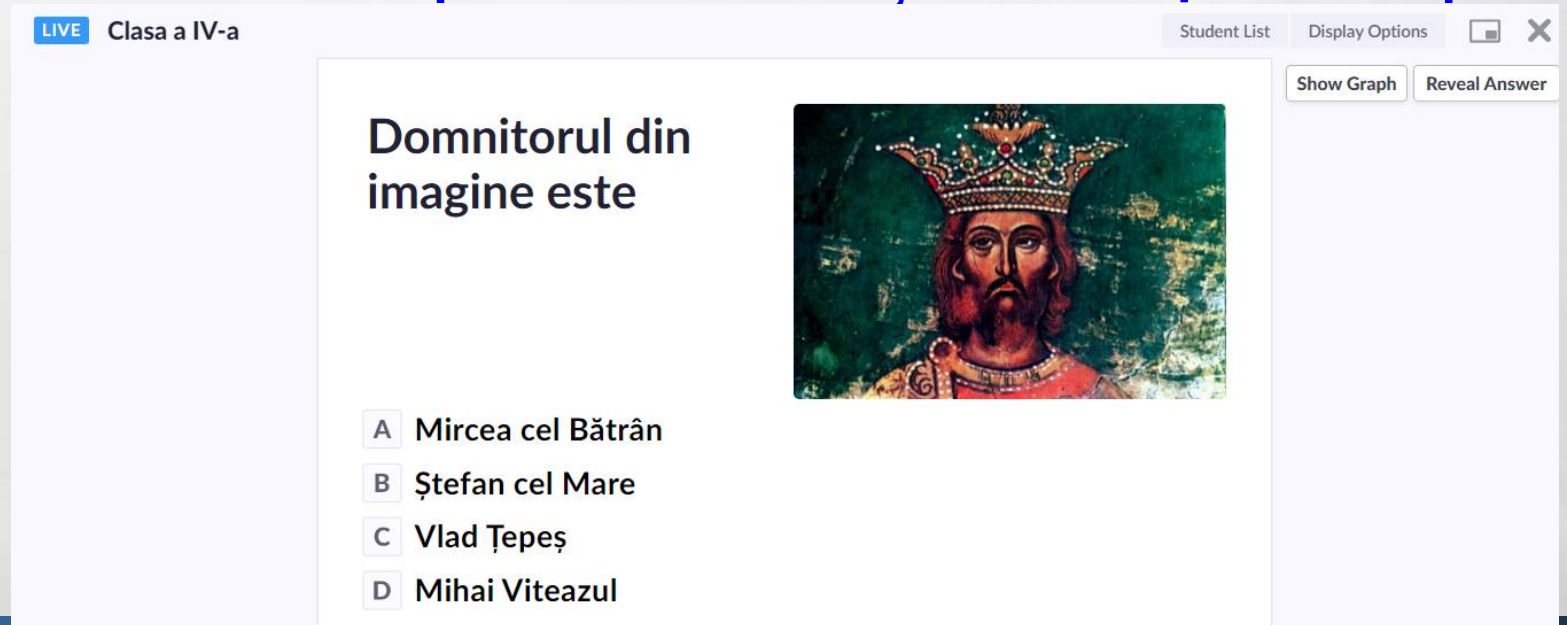 LIVE Clasa a IV-a
Student List Display Options
Show Graph Reveal Answer
Domnitorul din
imagine este
A Mircea cel Bătrân
B Ștefan cel Mare
C Vlad Țepeș
D Mihai Viteazul